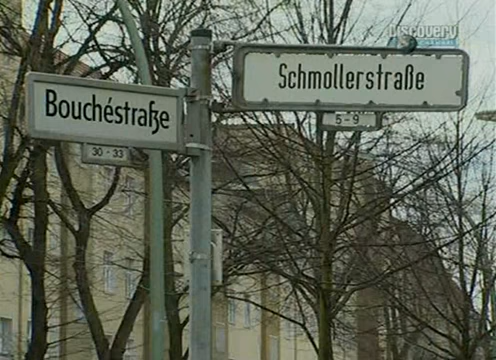 Discovery
Bouchéstraße
30 - 33
Schmollerstraße
5 - 9